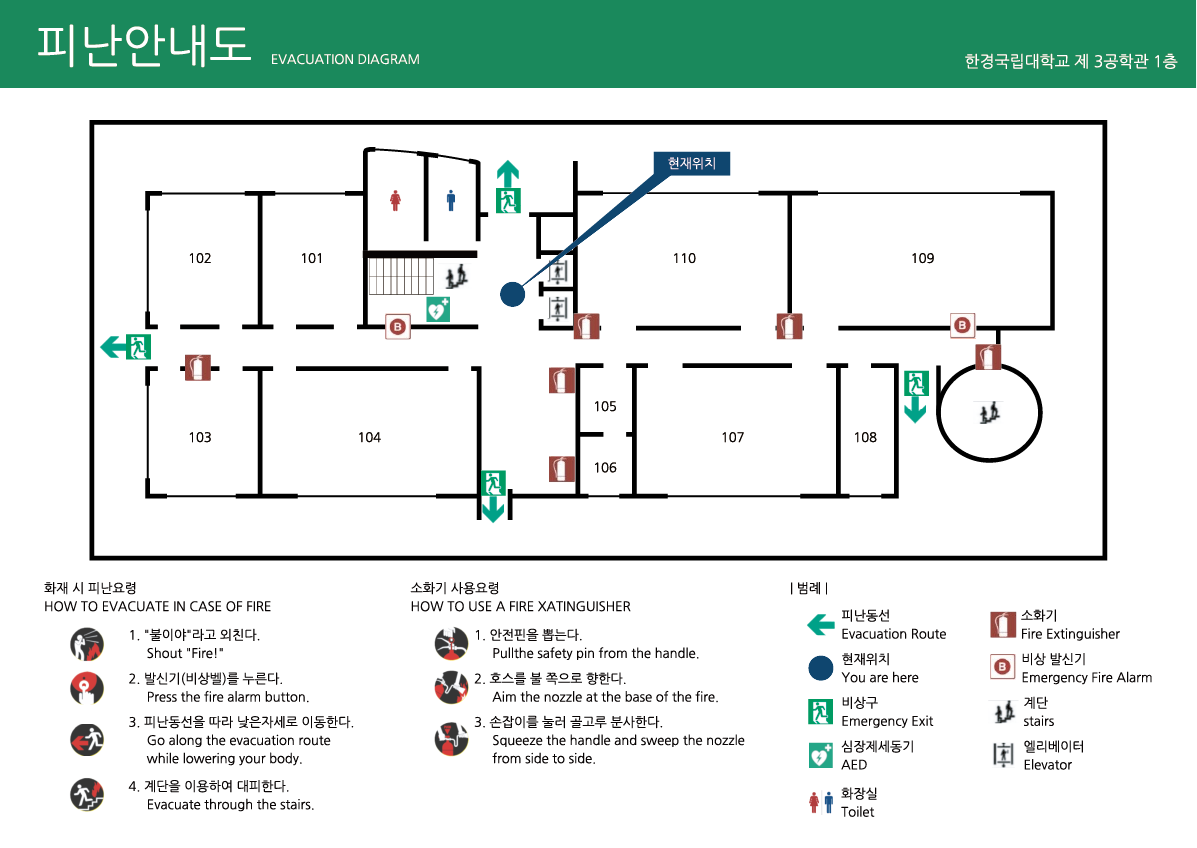 피난안내도 EVACUATION DIAGRAM
한경국립대학교 제 3공학관 1층
현재위치
102
101
110
109
B
B
103
104
105
106
107
108
화재 시 피난요령
HOW TO EVACUATE IN CASE OF FIRE
1. "불이야"라고 외친다.
Shout "Fire!"
2. 발신기(비상벨)를 누른다.
Press the fire alarm button.
3. 피난동선을 따라 낮은자세로 이동한다.
Go along the evacuation route
while lowering your body.
4. 계단을 이용하여 대피한다.
Evacuate through the stairs.
소화기 사용요령
HOW TO USE A FIRE XATINGUISHER
1. 안전핀을 뽑는다.
Pullthe safety pin from the handle.
2. 호스를 불 쪽으로 향한다.
Aim the nozzle at the base of the fire.
3. 손잡이를 눌러 골고루 분사한다.
Squeeze the handle and sweep the nozzle
from side to side.
| 범례 |
피난동선
Evacuation Route
현재위치
You are here
비상구
Emergency Exit
심장제세동기
AED
화장실
Toilet
소화기
Fire Extinguisher
B
비상 발신기
Emergency Fire Alarm
계단
stairs
엘리베이터
Elevator